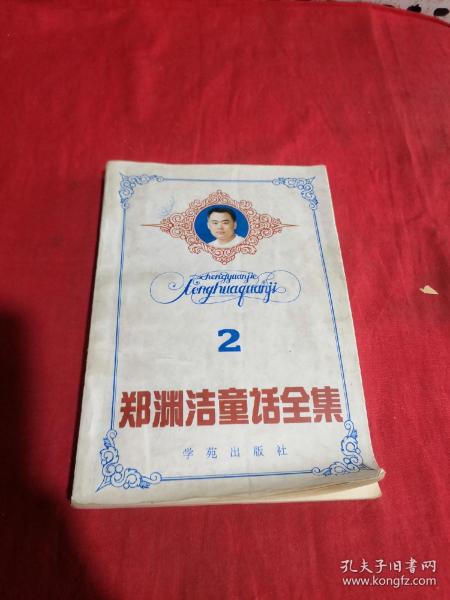 zhengyuanjie
tonghuaquanji
2
郑渊洁童话全集
学苑出版社
孔夫子旧书网
www.kongfz.com